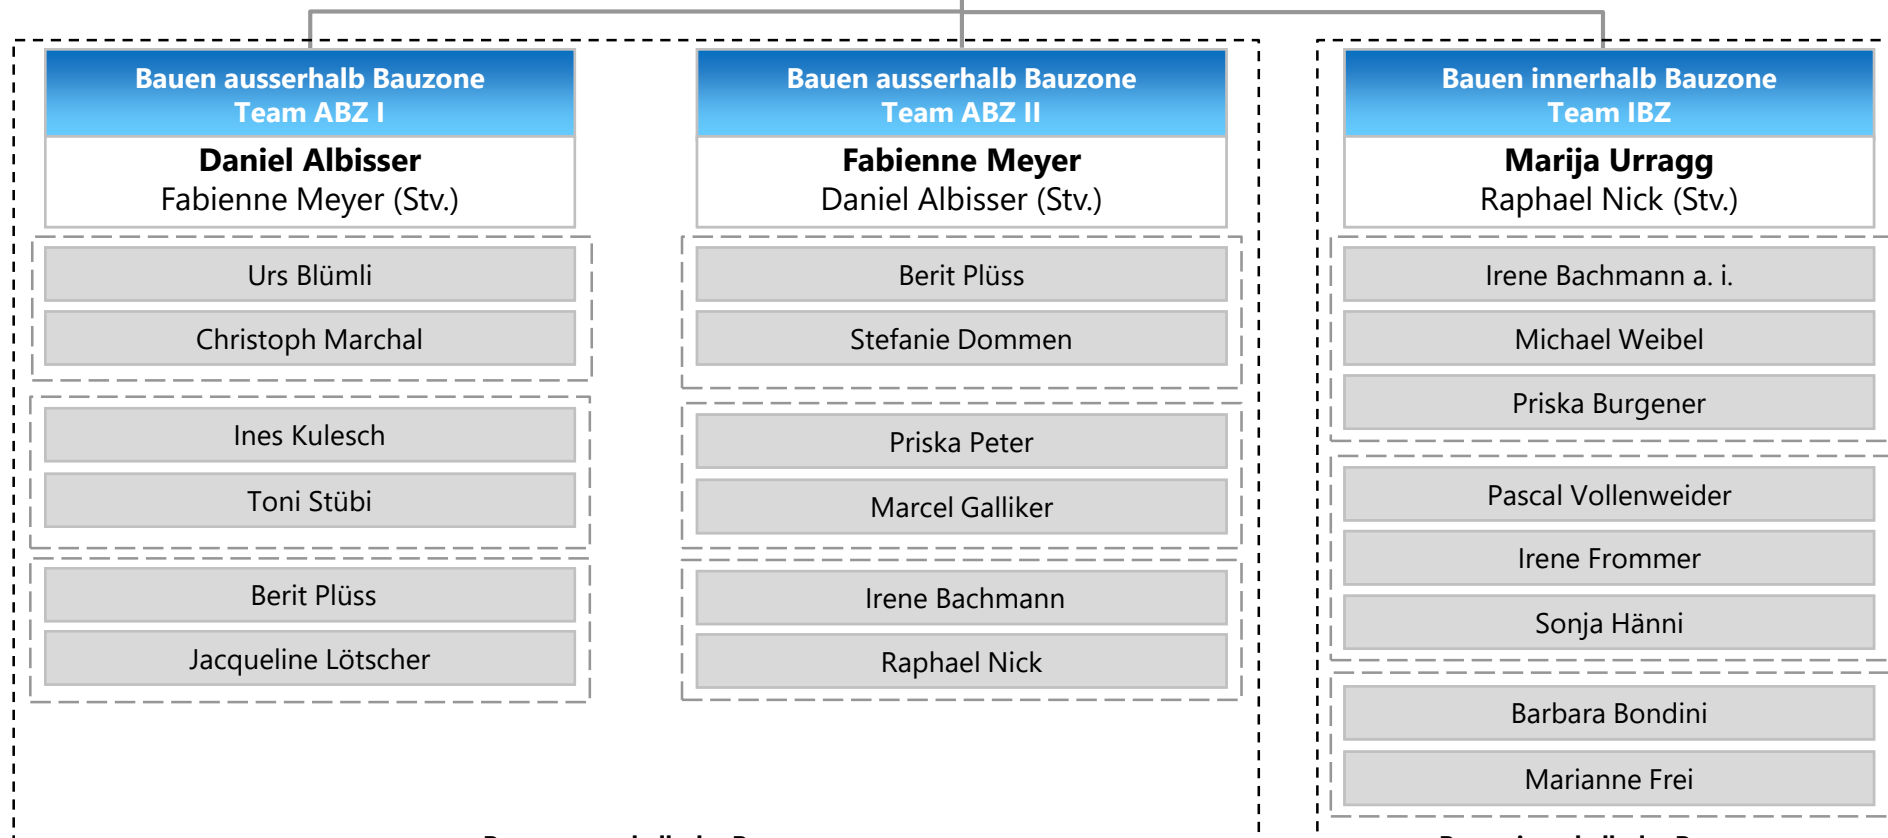 Bauen ausserhalb Bauzone
Team ABZ I
Daniel Albisser
Fabienne Meyer (Stv.)
Urs Blümli
Christoph Marchal
Ines Kulesch
Toni Stübi
Berit Plüss
Jacqueline Lötscher
Bauen ausserhalb Bauzone
Team ABZ II
Fabienne Meyer
Daniel Albisser (Stv.)
Berit Plüss
Stefanie Dommen
Priska Peter
Marcel Galliker
Irene Bachmann
Raphael Nick
Bauen innerhalb Bauzone
Team IBZ
Marija Urragg
Raphael Nick (Stv.)
Irene Bachmann a. i.
Michael Weibel
Priska Burgener
Pascal Vollenweider
Irene Frommer
Sonja Hänni
Barbara Bondini
Marianne Frei